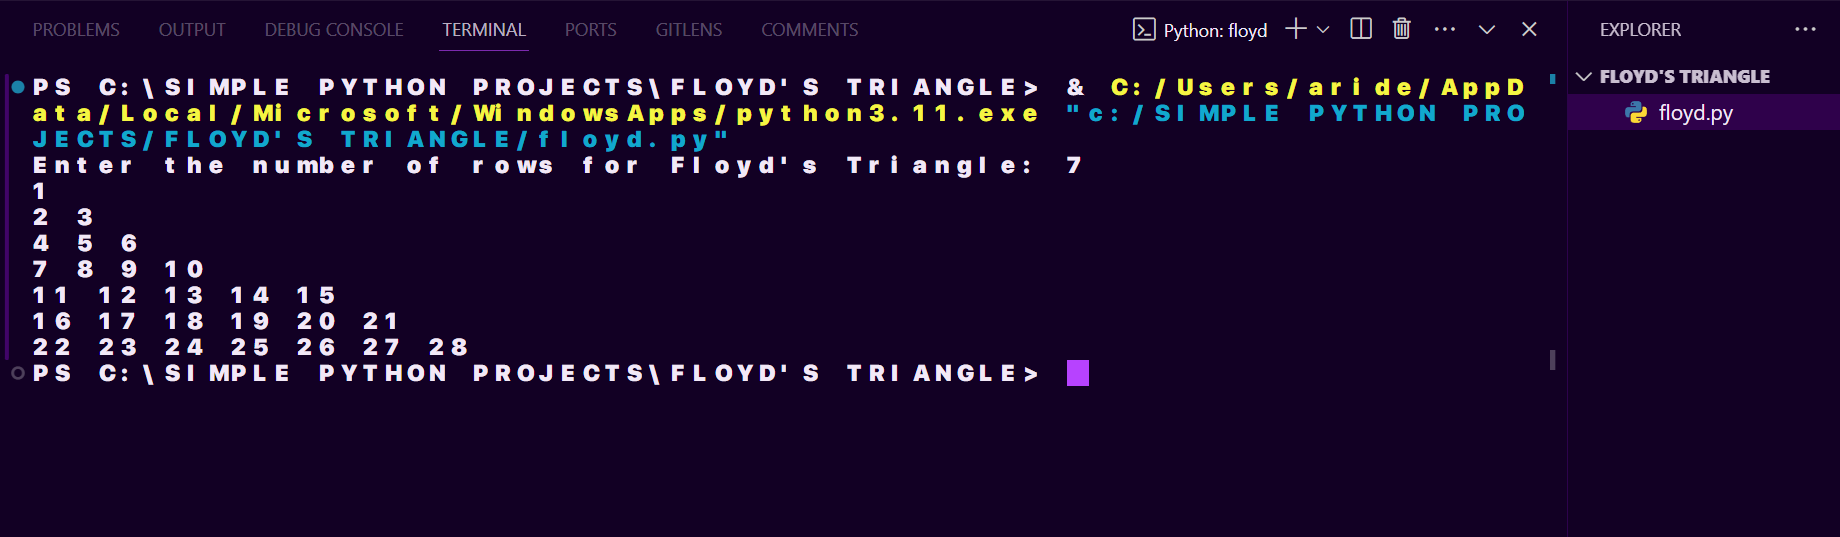 PROBLEMS OUTPUT DEBUG CONSOLE TERMINAL PORTS GITLENS COMMENTS Python: floyd
PS C:\SIMPLE PYTHON PROJECTS\FLOYD'S TRIANGLE> & C:/Users/aride/AppD
ata/Local/Microsoft/WindowsApps/python3.11.exe "c:/SIMPLE PYTHON PRO
JECTS/FLOYD'S TRIANGLE/floyd.py"
Enter the number of rows for Floyd's Triangle: 7
1
2 3
4 5 6
7 8 9 10
11 12 13 14 15
16 17 18 19 20 21
22 23 24 25 26 27 28
PS C:\SIMPLE PYTHON PROJECTS\FLOYD'S TRIANGLE>
EXPLORER
FLOYD'S TRIANGLE
floyd.py